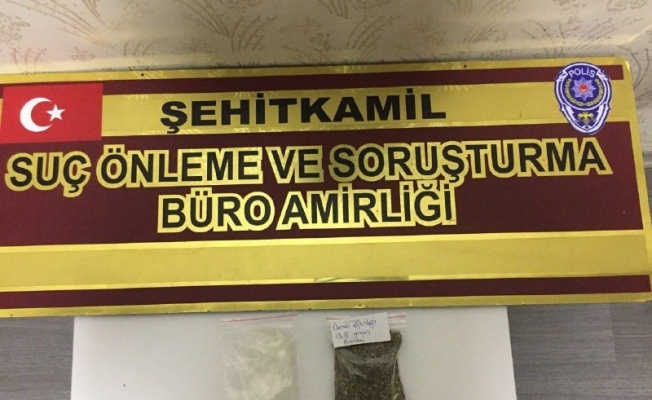 POLİS
ŞEHİTKAMİL
SUÇ ÖNLEME VE SORUŞTURMA
BÜRO AMİRLİĞİ